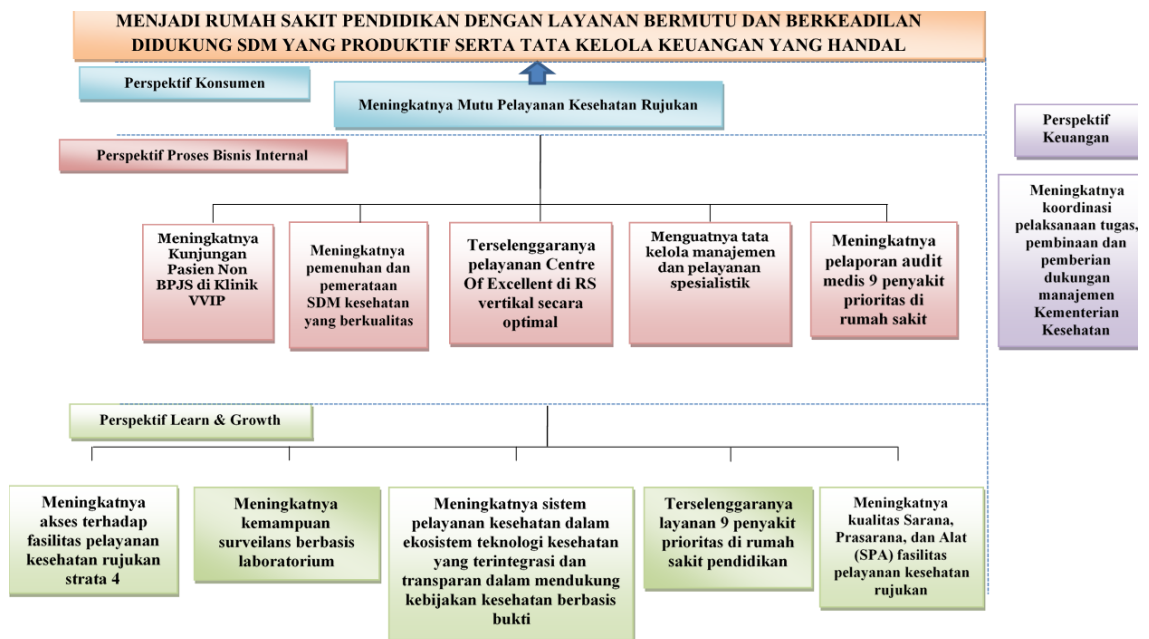 MENJADI RUMAH SAKIT PENDIDIKAN DENGAN LAYANAN BERMUTU DAN BERKEADILAN
DIDUKUNG SDM YANG PRODUKTIF SERTA TATA KELOLA KEUANGAN YANG HANDAL
Perspektif Konsumen
Meningkatnya Mutu Pelayanan Kesehatan Rujukan
Perspektif
Keuangan
Perspektif Proses Bisnis Internal
Meningkatnya
Kunjungan
Pasien Non
BPJS di Klinik
VVIP
Meningkatnya
pemenuhan dan
pemerataan
SDM kesehatan
yang berkualitas
Terselenggaranya
pelayanan Centre
Of Excellent di RS
vertikal secara
optimal
Menguatnya tata
kelola manajemen
dan pelayanan
spesialistik
Meningkatnya
pelaporan audit
medis 9 penyakit
prioritas di
rumah sakit
Meningkatnya
koordinasi
pelaksanaan tugas,
pembinaan dan
pemberian
dukungan
manajemen
Kementerian
Kesehatan
Perspektif Learn & Growth
Meningkatnya
akses terhadap
fasilitas pelayanan
kesehatan rujukan
strata 4
Meningkatnya
kemampuan
surveilans berbasis
laboratorium
Meningkatnya sistem
pelayanan kesehatan dalam
ekosistem teknologi kesehatan
yang terintegrasi dan
transparan dalam mendukung
kebijakan kesehatan berbasis
bukti
Terselenggaranya
layanan 9 penyakit
prioritas di rumah
sakit pendidikan
Meningkatnya
kualitas Sarana,
Prasarana, dan Alat
(SPA) fasilitas
pelayanan kesehatan
rujukan